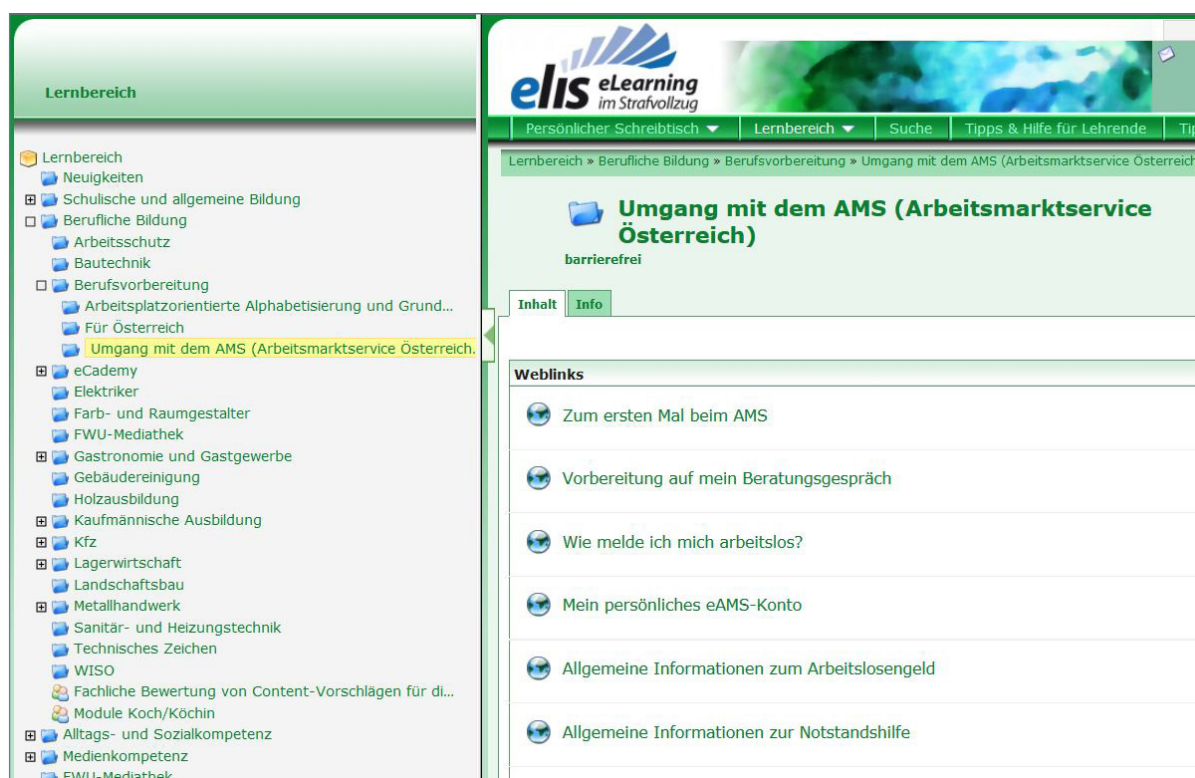 Lernbereich
Lernbereich
Neuigkeiten
Schulische und allgemeine Bildung
Berufliche Bildung
Arbeitsschutz
Bautechnik
Berufsvorbereitung
Arbeitsplatzorientierte Alphabetisierung und Grund...
Für Österreich
Umgang mit dem AMS (Arbeitsmarktservice Österreich.
eCademy
Elektriker
Farb- und Raumgestalter
FWU-Mediathek
Gastronomie und Gastgewerbe
Gebäudereinigung
Holzausbildung
Kaufmännische Ausbildung
Kfz
Lagerwirtschaft
Landschaftsbau
Metallhandwerk
Sanitär- und Heizungstechnik
Technisches Zeichen
WISO
Fachliche Bewertung von Content-Vorschlägen für di...
Module Koch/Köchin
Alltags- und Sozialkompetenz
Medienkompetenz
FWU-Mediathek
elis eLearning
im Strafvollzug
Persönlicher Schreibtisch Lernbereich Suche Tipps & Hilfe für Lehrende
Lernbereich » Berufliche Bildung » Berufsvorbereitung » Umgang mit dem AMS (Arbeitsmarktservice Österreich
Umgang mit dem AMS (Arbeitsmarktservice
Österreich)
barrierefrei
Inhalt Info
Weblinks
Zum ersten Mal beim AMS
Vorbereitung auf mein Beratungsgespräch
Wie melde ich mich arbeitslos?
Mein persönliches eAMS-Konto
Allgemeine Informationen zum Arbeitslosengeld
Allgemeine Informationen zur Notstandshilfe